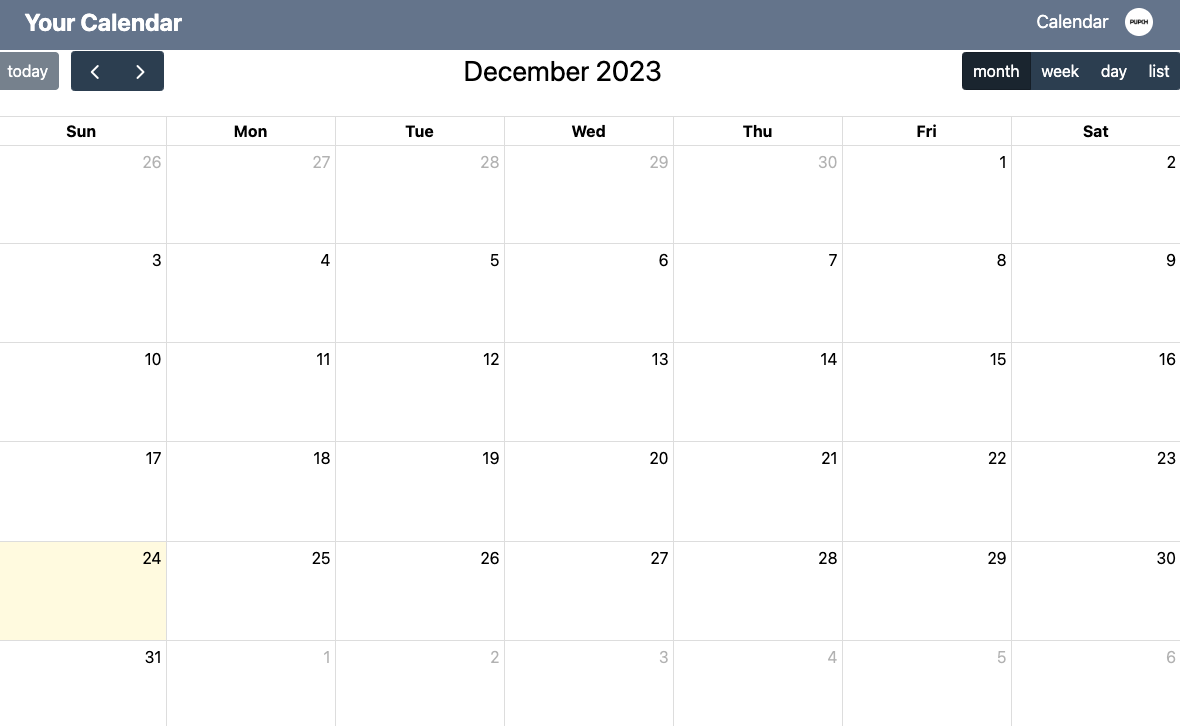 Your Calendar Calendar PUPCH
today December 2023 month week day list
Sun Mon Tue Wed Thu Fri Sat
26 27 28 29 30 1 2
3 4 5 6 7 8 9
10 11 12 13 14 15 16
17 18 19 20 21 22 23
24 25 26 27 28 29 30
31 1 2 3 4 5 6